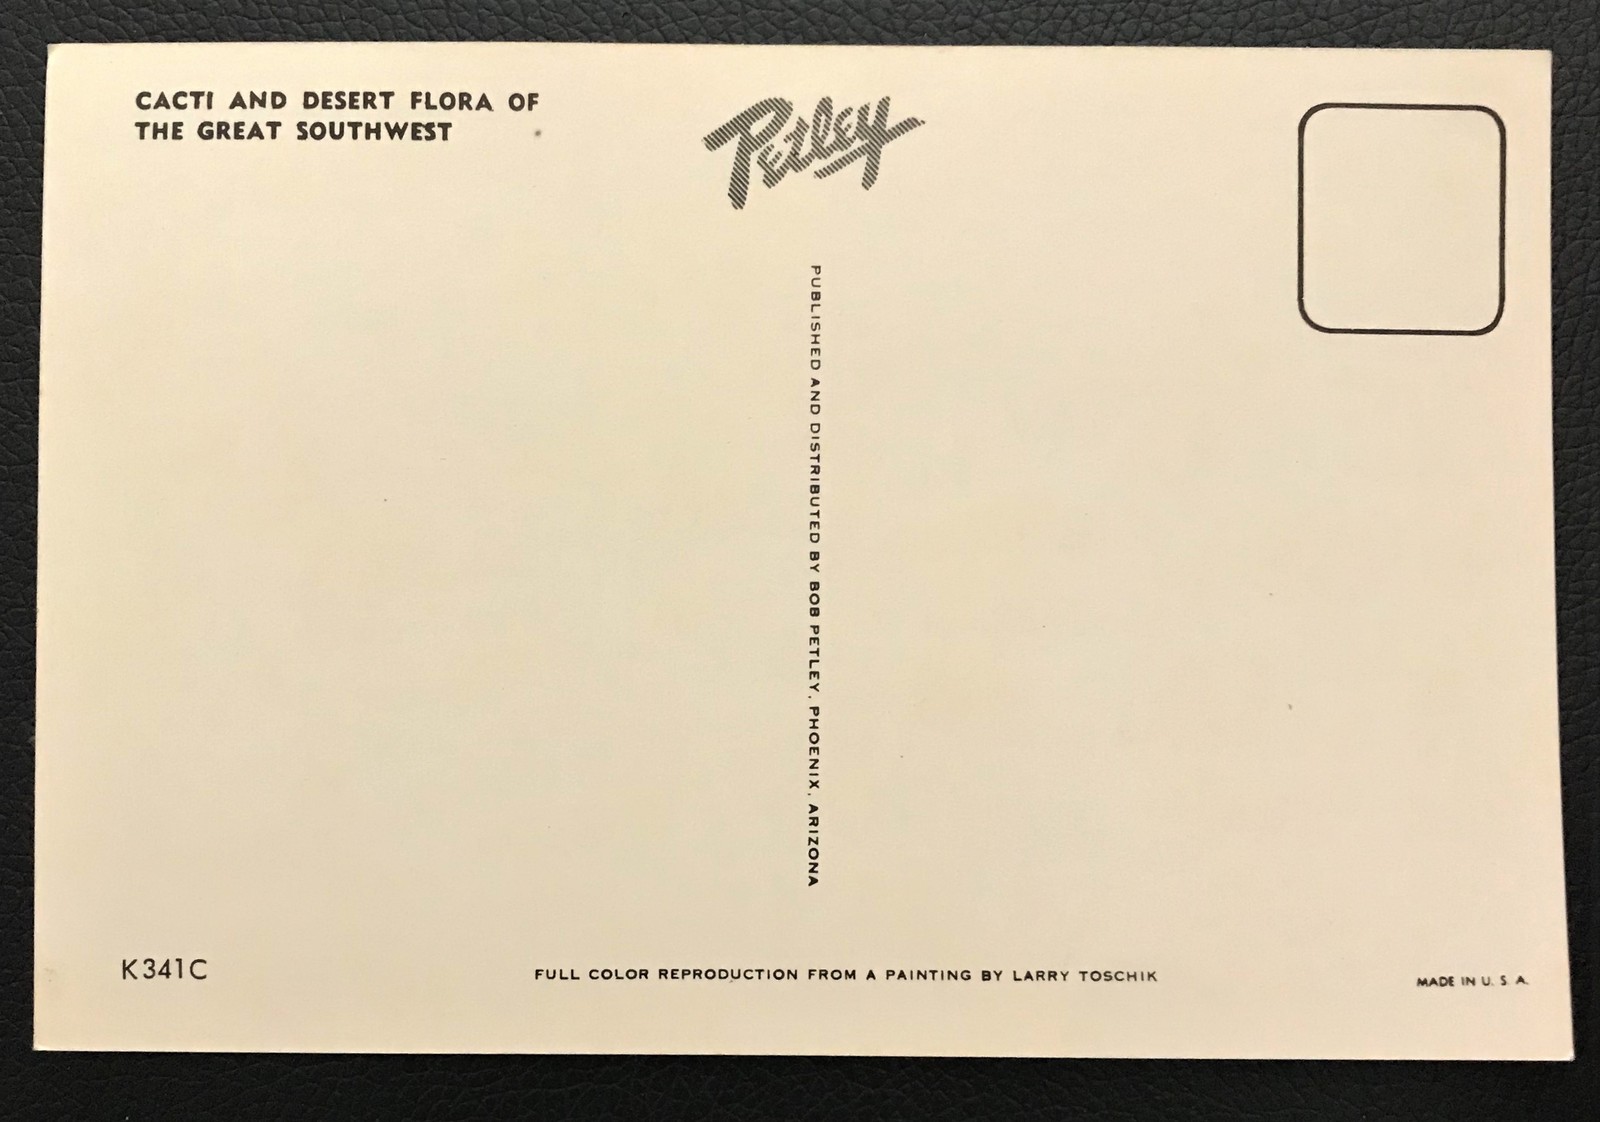 CACTI AND DESERT FLORA OF
THE GREAT SOUTHWEST
Petley
PUBLISHED AND DISTRIBUTED BY BOB PETLEY, PHOENIX, ARIZONA
K341C
FULL COLOR REPRODUCTION FROM A PAINTING BY LARRY TOSCHIK
MADE IN U. S. A.